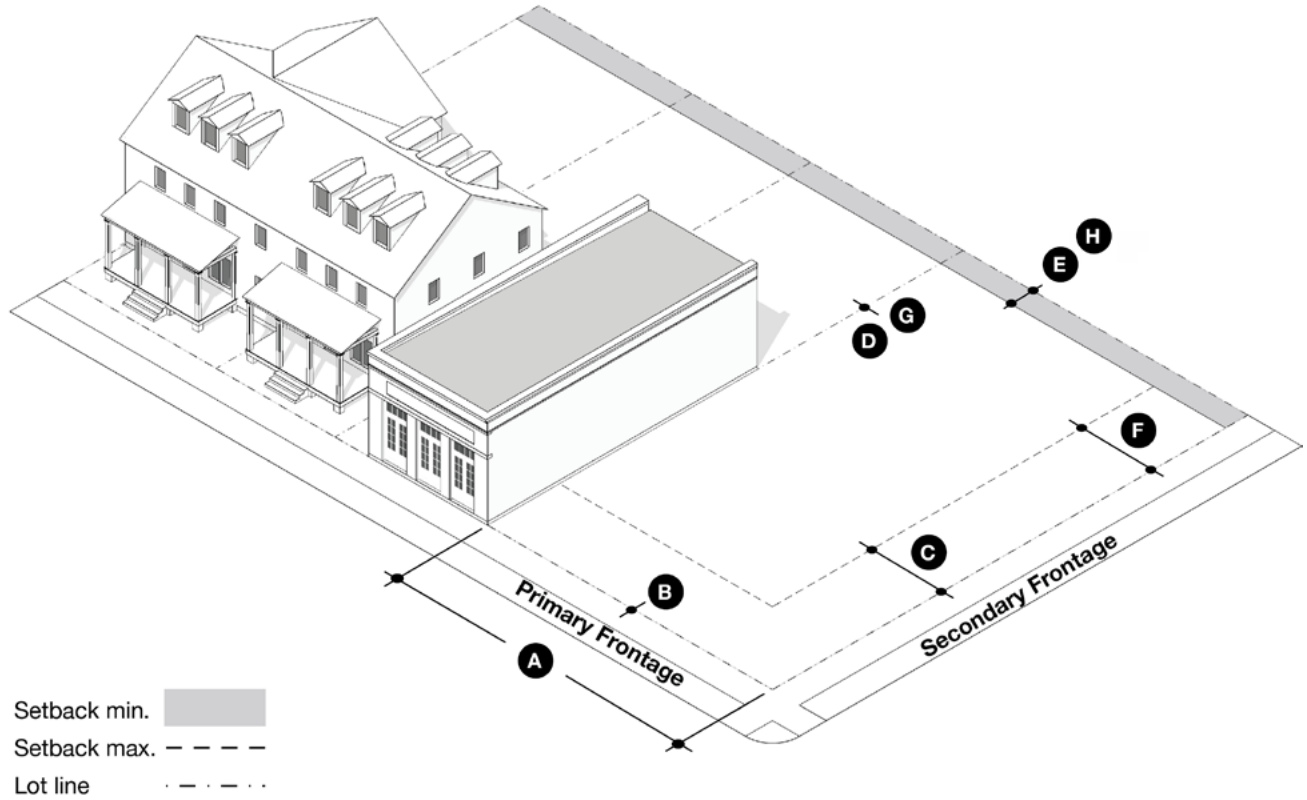 H
E
G
D
F
C
B
A
Primary Frontage
Secondary Frontage
Setback min.
Setback max.
Lot line